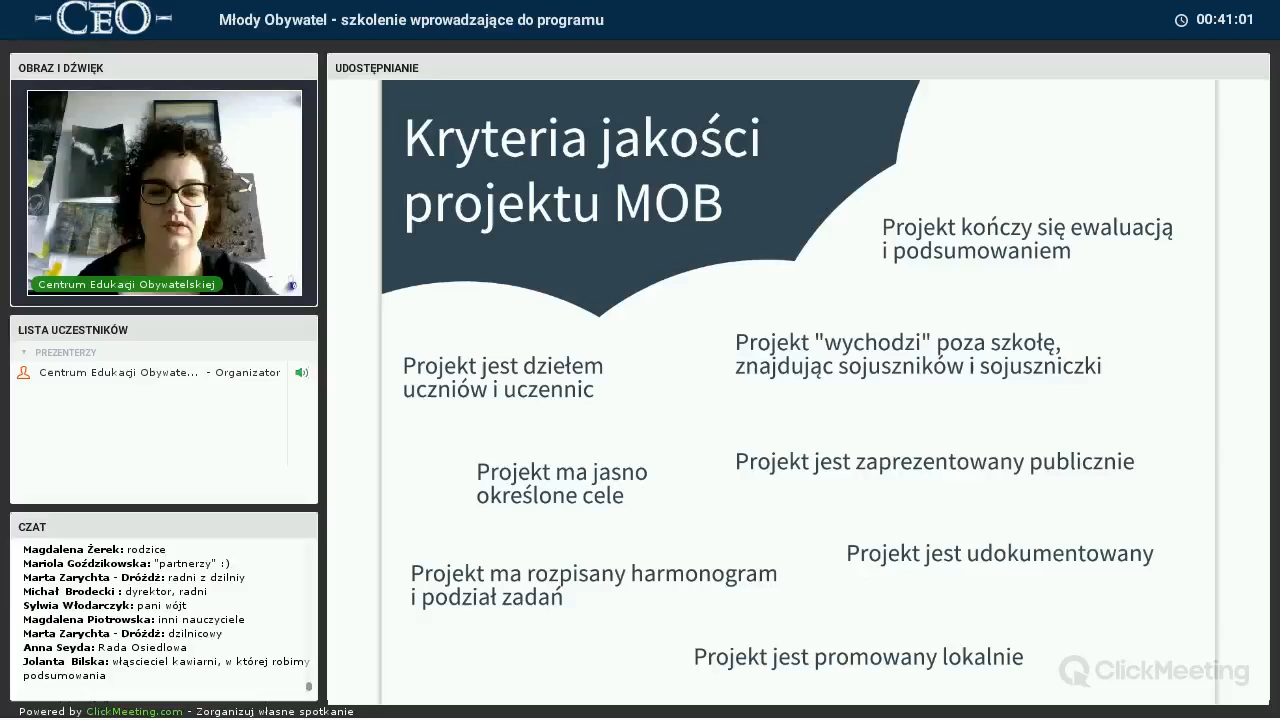 CEO
Młody Obywatel - szkolenie wprowadzające do programu
00:41:01
OBRAZ I DŹWIĘK
Centrum Edukacji Obywatelskiej
LISTA UCZESTNIKÓW
PREZENTERZY
Centrum Edukacji Obywate... - Organizator
CZAT
Magdalena Żerek: rodzice
Mariola Goździkowska: "partnerzy" :)
Marta Zarychta - Dróżdż: radni z dzilniy
Michał Brodecki : dyrektor, radni
Sylwia Włodarczyk: pani wójt
Magdalena Piotrowska: inni nauczyciele
Marta Zarychta - Dróżdż: dzilnicowy
Anna Seyda: Rada Osiedlowa
Jolanta Bilska: włąscieciel kawiarni, w której robimy
podsumowania
UDOSTĘPNIANIE
Kryteria jakości
projektu MOB
Projekt kończy się ewaluacją
i podsumowaniem
Projekt "wychodzi" poza szkołę,
znajdując sojuszników i sojuszniczki
Projekt jest dziełem
uczniów i uczennic
Projekt jest zaprezentowany publicznie
Projekt ma jasno
określone cele
Projekt jest udokumentowany
Projekt ma rozpisany harmonogram
i podział zadań
Projekt jest promowany lokalnie
ClickMeeting
Powered by ClickMeeting.com - Zorganizuj własne spotkanie